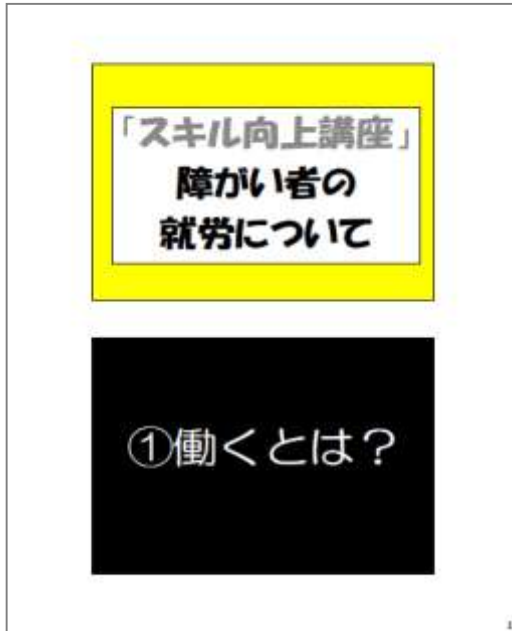 「スキル向上講座」
障がい者の
就労について
①働くとは？